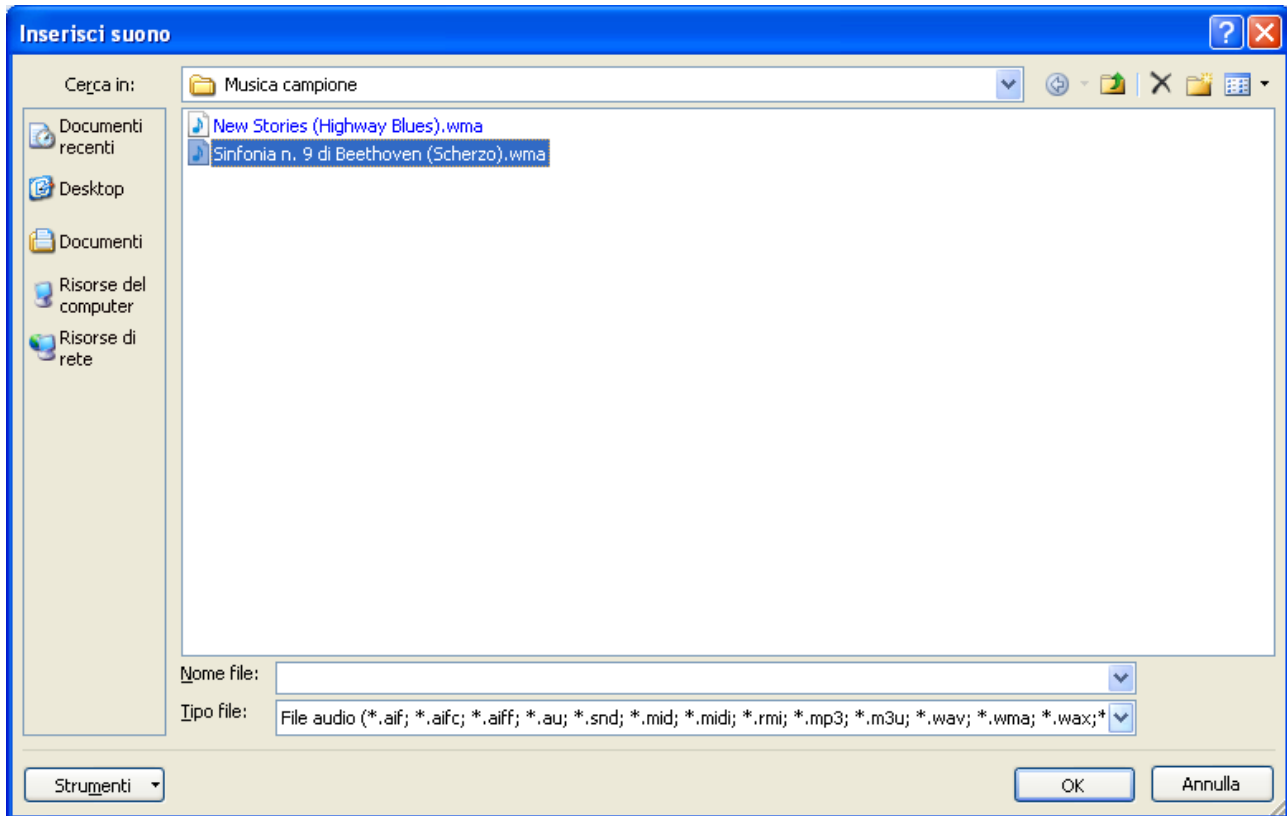 Inserisci suono
Cerca in:
Musica campione
Documenti
recenti
Desktop
Documenti
Risorse del
computer
Risorse di
rete
New Stories (Highway Blues).wma
Sinfonia n. 9 di Beethoven (Scherzo).wma
Nome file:
Tipo file:
File audio (*.aif; *.aifc; *.aiff; *.au; *.snd; *.mid; *.midi; *.rmi; *.mp3; *.m3u; *.wav; *.wma; *.wax;*
Strumenti
OK
Annulla